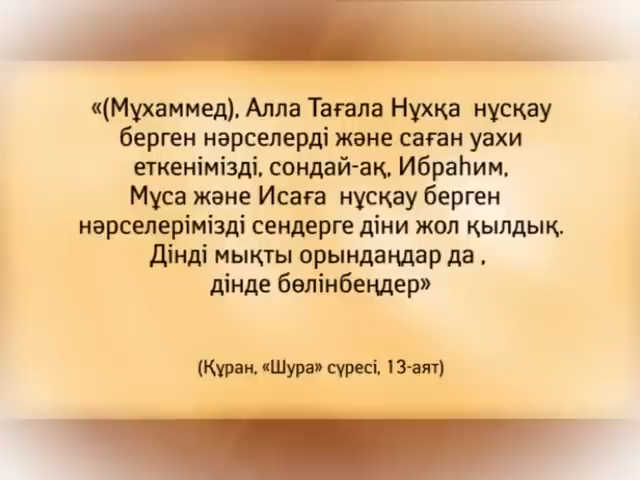 «(Мұхаммед), Алла Тағала Нұхқа нұсқау
берген нәрселерді және саған уахи
еткенімізді, сондай-ақ, Ибраһим,
Мұса және Исаға нұсқау берген
нәрселерімізді сендерге діни жол қылдық.
Дінді мықты орындаңдар да ,
дінде бөлінбеңдер»
(Құран, «Шура» сүресі, 13-аят)